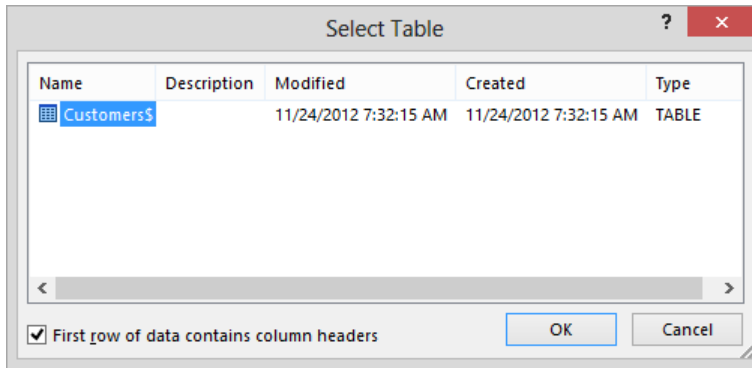 Select Table
?
Name Description Modified Created Type
Customers$ 11/24/2012 7:32:15 AM 11/24/2012 7:32:15 AM TABLE
First row of data contains column headers
OK Cancel